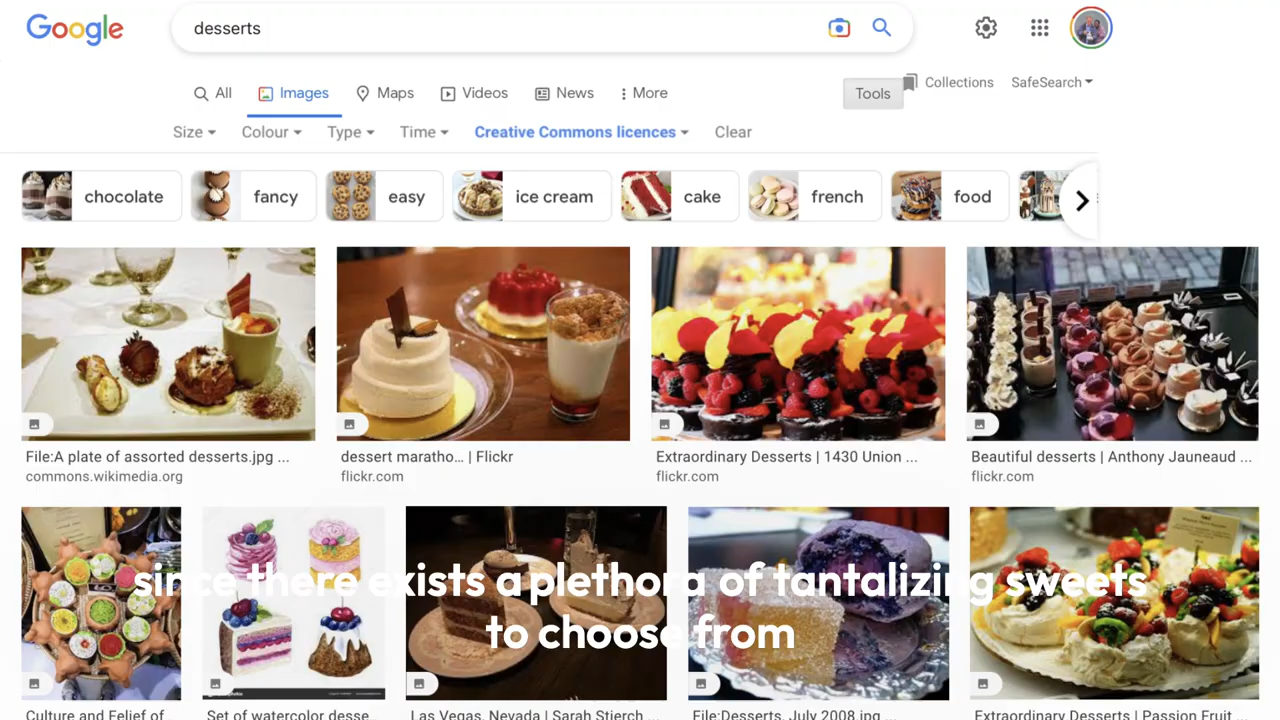 Google
desserts
All
Images
Maps
Videos
News
More
Tools
Collections
SafeSearch
Size
Colour
Type
Time
Creative Commons licences
Clear
chocolate
fancy
easy
ice cream
cake
french
food
File:A plate of assorted desserts.jpg ...
commons.wikimedia.org
dessert maratho... | Flickr
flickr.com
Extraordinary Desserts | 1430 Union ...
flickr.com
Beautiful desserts | Anthony Jauneaud ...
flickr.com
since there exists a plethora of tantalizing sweets
to choose from
Culture and Felief of...
Set of watercolor desse...
Las Vegas, Nevada | Sarah Stierch ...
File:Desserts, July 2008.jpg ...
Extraordinary Desserts | Passion Fruit ...